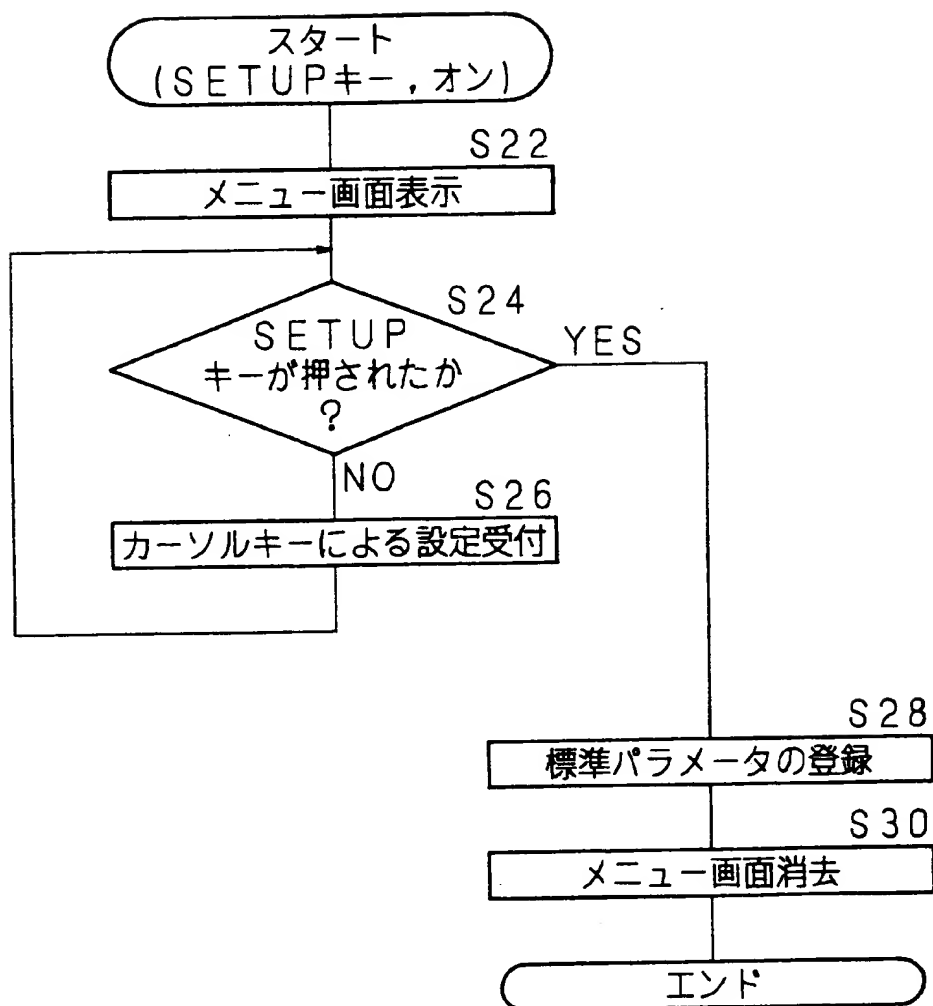 スタート
(SETUPキー,オン)
S22
メニュー画面表示
S24
SETUP
キーが押されたか
?
YES
NO
S26
カーソルキーによる設定受付
S28
標準パラメータの登録
S30
メニュー画面消去
エンド